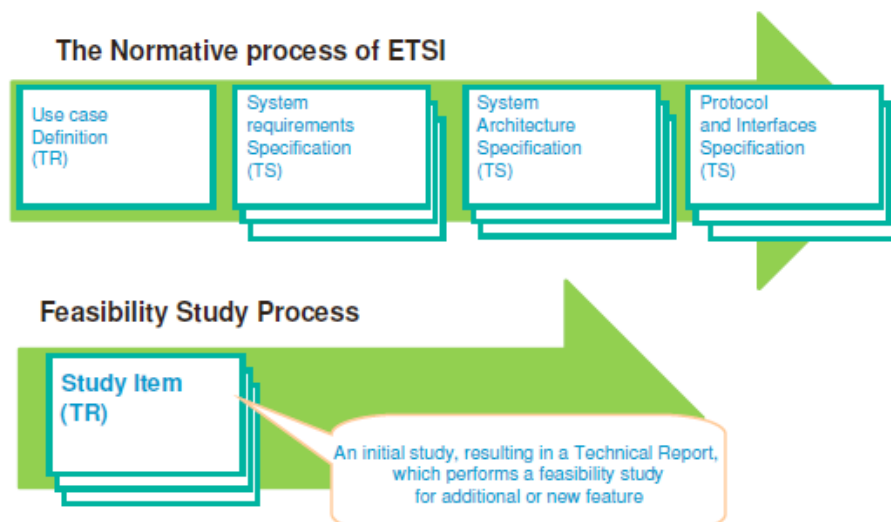 The Normative process of ETSI
Use case
Definition
(TR)
System
requirements
Specification
(TS)
System
Architecture
Specification
(TS)
Protocol
and Interfaces
Specification
(TS)
Feasibility Study Process
Study Item
(TR)
An initial study, resulting in a Technical Report,
which performs a feasibility study
for additional or new feature